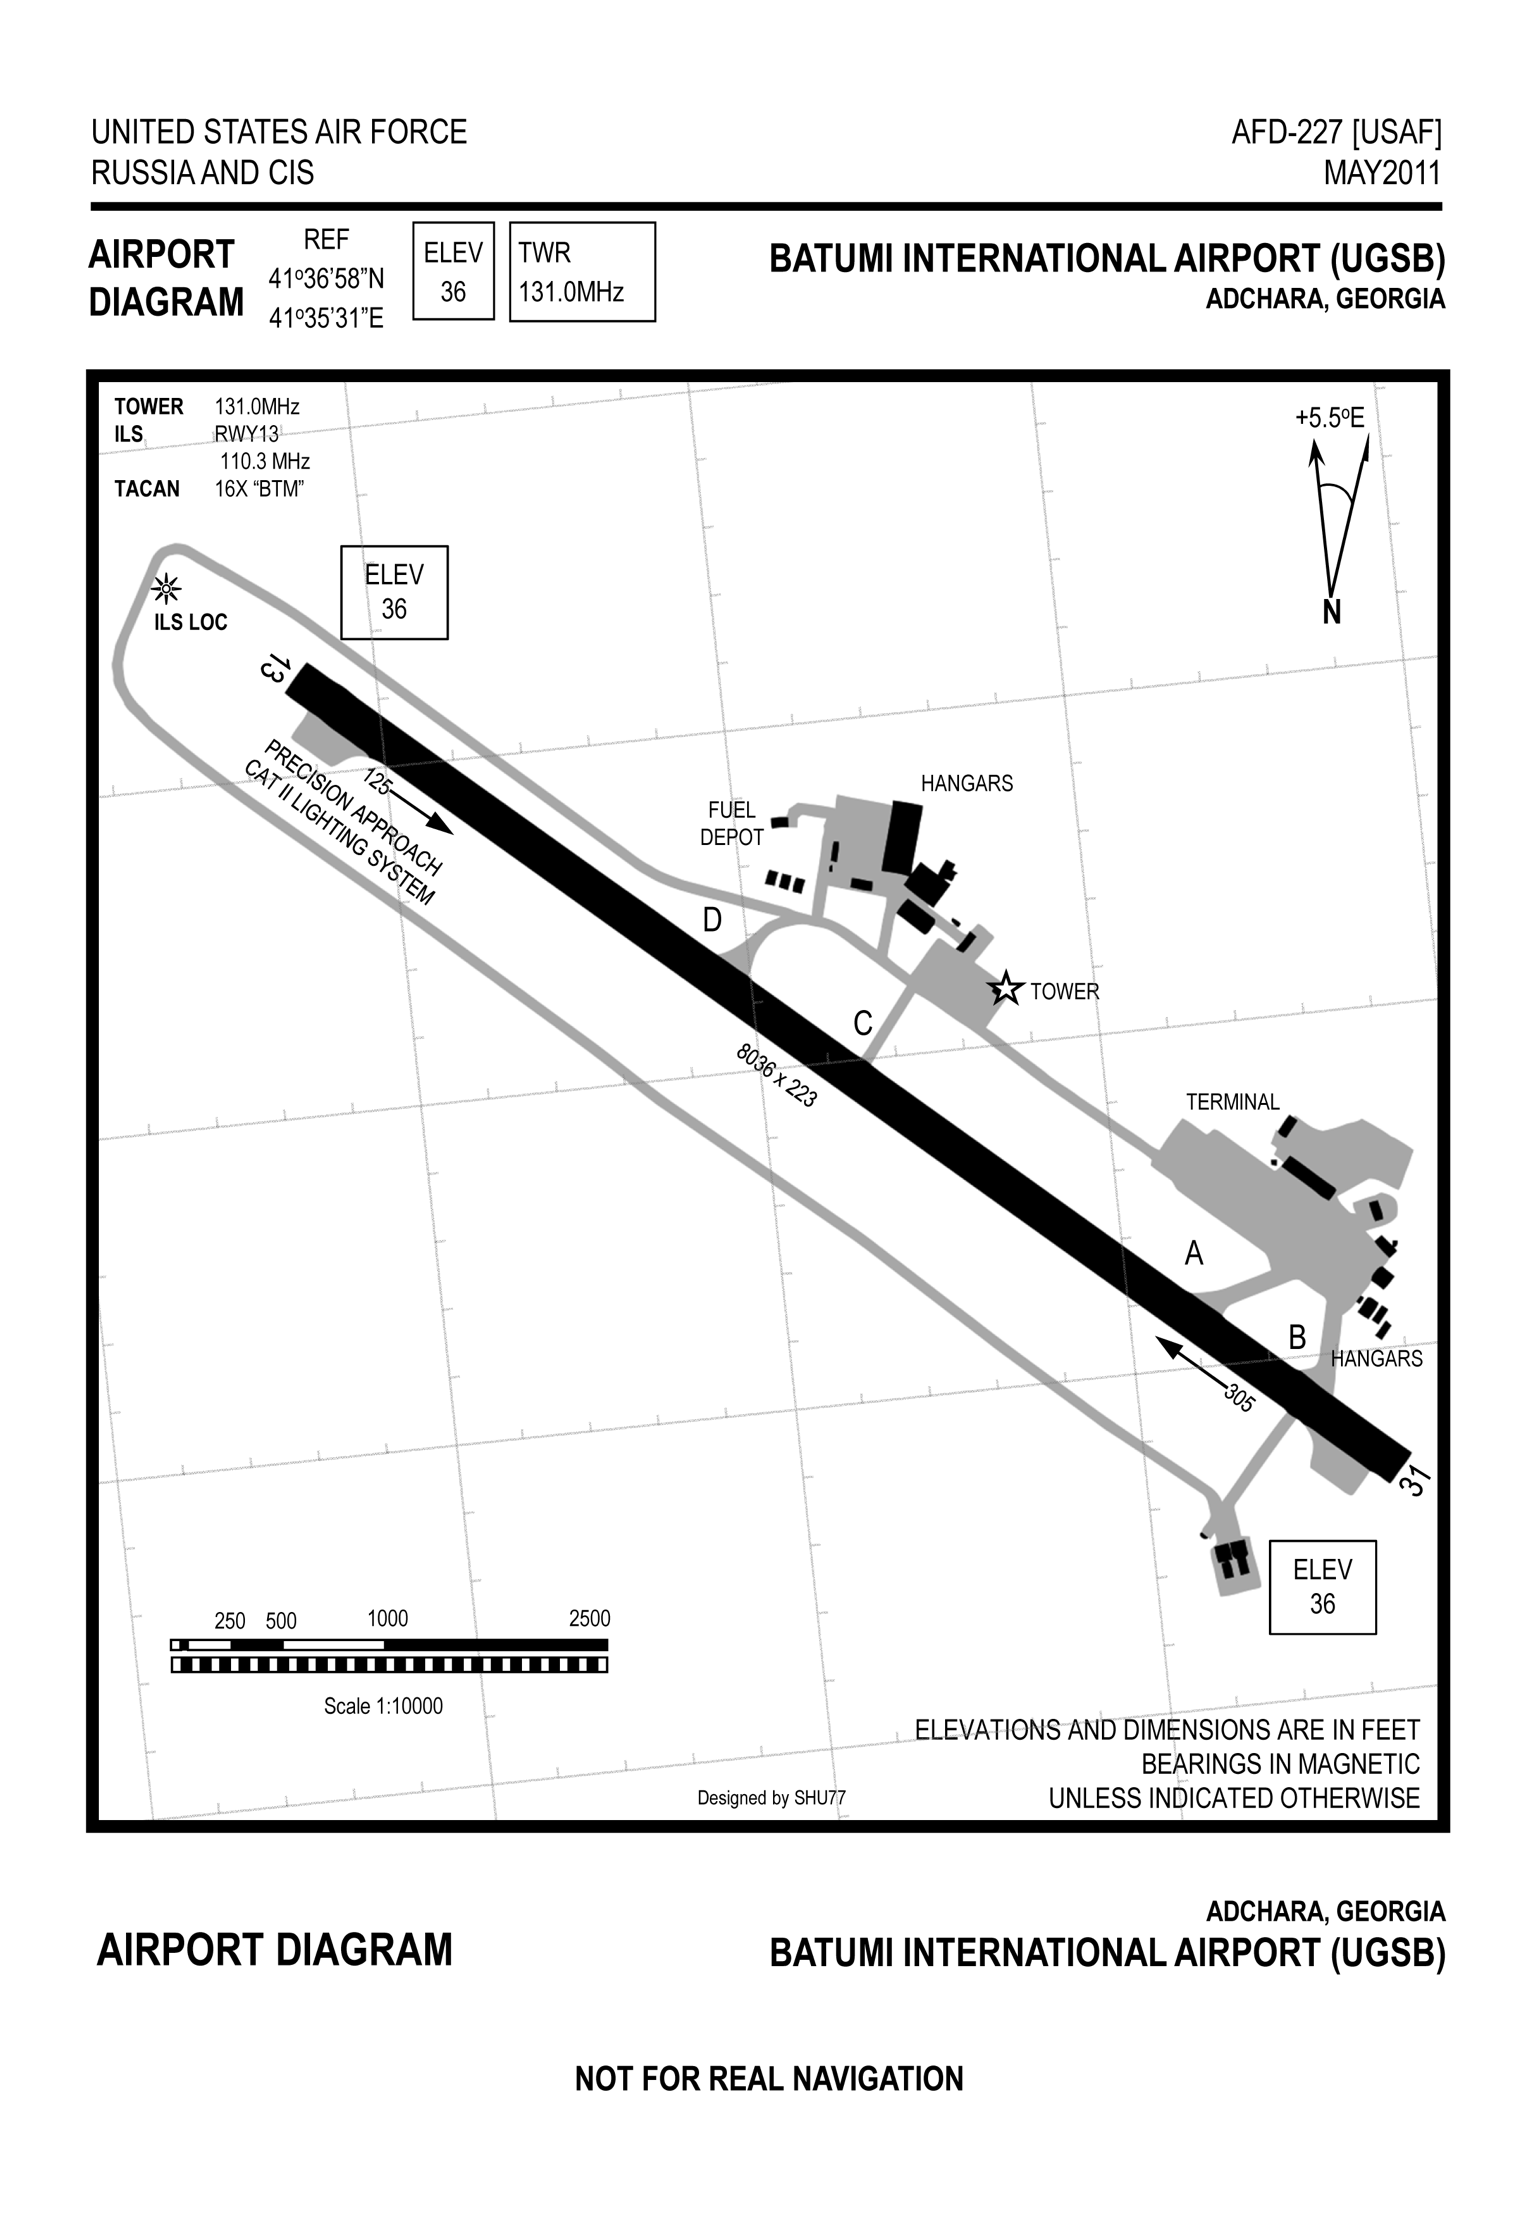 UNITED STATES AIR FORCE
RUSSIA AND CIS
AFD-227 [USAF]
MAY2011
AIRPORT
DIAGRAM
REF
41º36’58”N
41º35’31”E
ELEV
36
TWR
131.0MHz
BATUMI INTERNATIONAL AIRPORT (UGSB)
ADCHARA, GEORGIA
TOWER 131.0MHz
ILS RWY13
110.3 MHz
TACAN 16X “BTM”
+5.5ºE
N
ELEV
36
ILS LOC
13
PRECISION APPROACH
CAT II LIGHTING SYSTEM
125
HANGARS
FUEL
DEPOT
D
TOWER
C
8036 x 223
TERMINAL
A
B
HANGARS
305
31
ELEV
36
250 500 1000 2500
Scale 1:10000
ELEVATIONS AND DIMENSIONS ARE IN FEET
BEARINGS IN MAGNETIC
UNLESS INDICATED OTHERWISE
Designed by SHU77
AIRPORT DIAGRAM
ADCHARA, GEORGIA
BATUMI INTERNATIONAL AIRPORT (UGSB)
NOT FOR REAL NAVIGATION